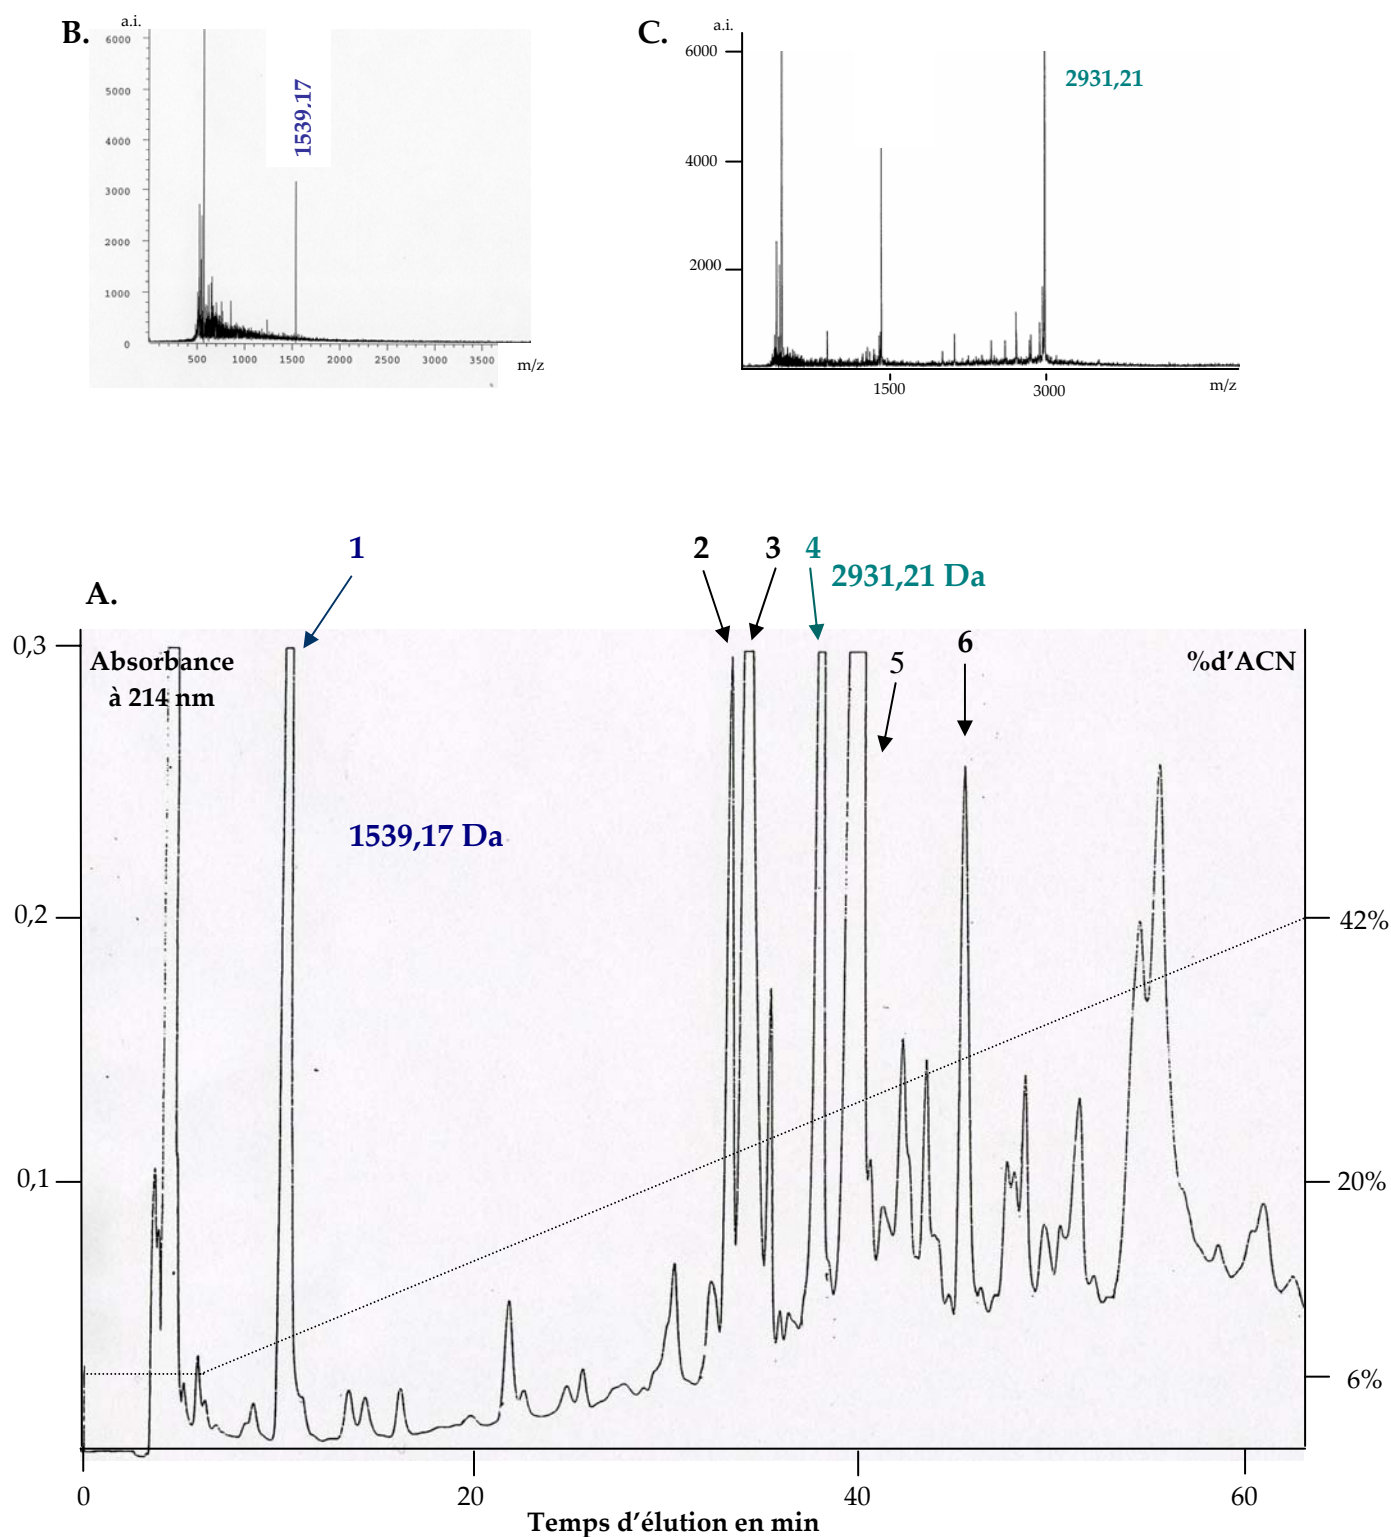 B.
a.i.
6000
5000
4000
3000
2000
1000
0
1539.17
500 1000 1500 2000 2500 3000 3500
m/z
C.
a.i.
6000
4000
2000
2931,21
1500 3000
m/z
1 2 3 4
2931,21 Da
A.
0,3
Absorbance
à 214 nm
5
6
%d’ACN
1539,17 Da
0,2
42%
0,1
20%
6%
0 20 40 60
Temps d’élution en min